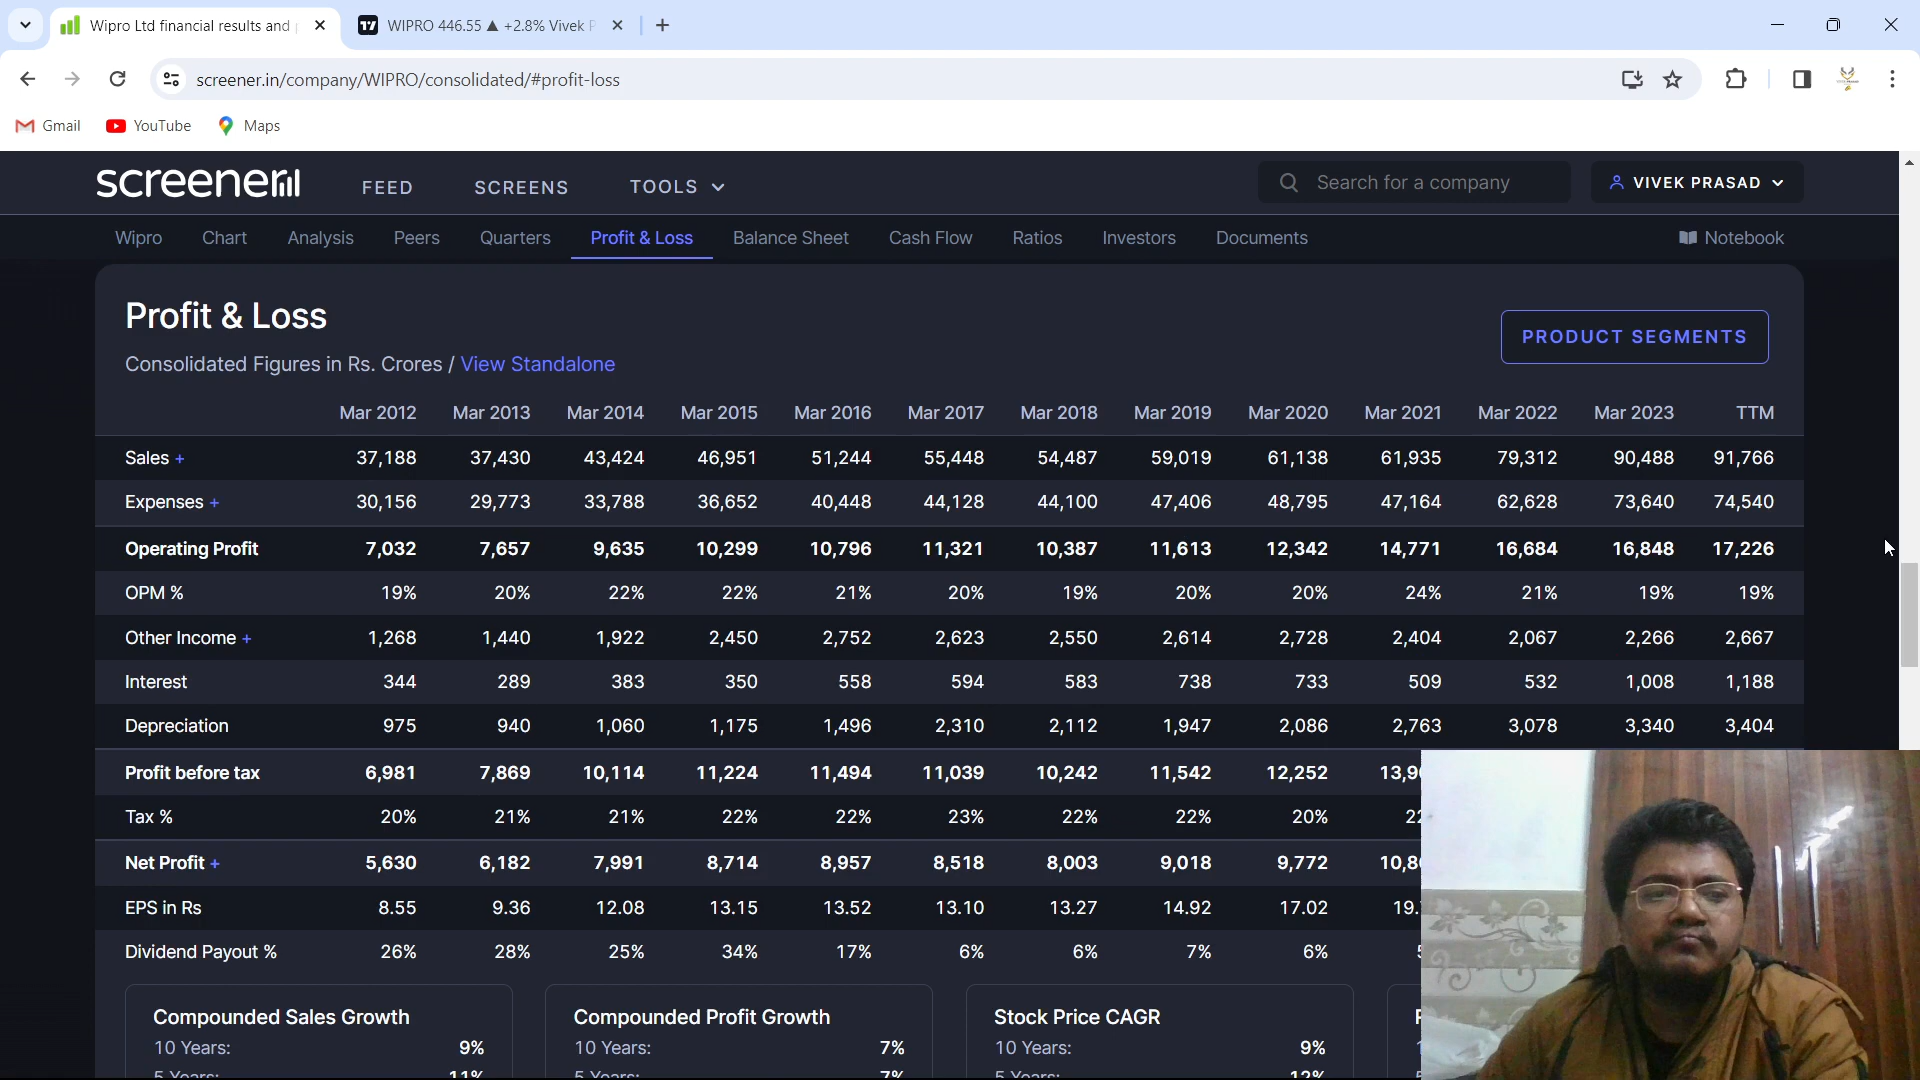 Wipro Ltd financial results and
WIPRO 446.55 ▲ +2.8% Vivek P
screener.in/company/WIPRO/consolidated/#profit-loss
Gmail YouTube Maps
screener FEED SCREENS TOOLS Search for a company VIVEK PRASAD
Wipro Chart Analysis Peers Quarters Profit & Loss Balance Sheet Cash Flow Ratios Investors Documents Notebook
Profit & Loss
PRODUCT SEGMENTS
Consolidated Figures in Rs. Crores / View Standalone
Mar 2012 Mar 2013 Mar 2014 Mar 2015 Mar 2016 Mar 2017 Mar 2018 Mar 2019 Mar 2020 Mar 2021 Mar 2022 Mar 2023 TTM
Sales + 37,188 37,430 43,424 46,951 51,244 55,448 54,487 59,019 61,138 61,935 79,312 90,488 91,766
Expenses + 30,156 29,773 33,788 36,652 40,448 44,128 44,100 47,406 48,795 47,164 62,628 73,640 74,540
Operating Profit 7,032 7,657 9,635 10,299 10,796 11,321 10,387 11,613 12,342 14,771 16,684 16,848 17,226
OPM % 19% 20% 22% 22% 21% 20% 19% 20% 20% 24% 21% 19% 19%
Other Income + 1,268 1,440 1,922 2,450 2,752 2,623 2,550 2,614 2,728 2,404 2,067 2,266 2,667
Interest 344 289 383 350 558 594 583 738 733 509 532 1,008 1,188
Depreciation 975 940 1,060 1,175 1,496 2,310 2,112 1,947 2,086 2,763 3,078 3,340 3,404
Profit before tax 6,981 7,869 10,114 11,224 11,494 11,039 10,242 11,542 12,252
Tax % 20% 21% 21% 22% 22% 23% 22% 22% 20%
Net Profit + 5,630 6,182 7,991 8,714 8,957 8,518 8,003 9,018 9,772
EPS in Rs 8.55 9.36 12.08 13.15 13.52 13.10 13.27 14.92 17.02
Dividend Payout % 26% 28% 25% 34% 17% 6% 6% 7% 6%
Compounded Sales Growth Compounded Profit Growth Stock Price CAGR
10 Years: 9% 10 Years: 7% 10 Years: 9%
5 Years: 11% 5 Years: 7% 5 Years: 12%